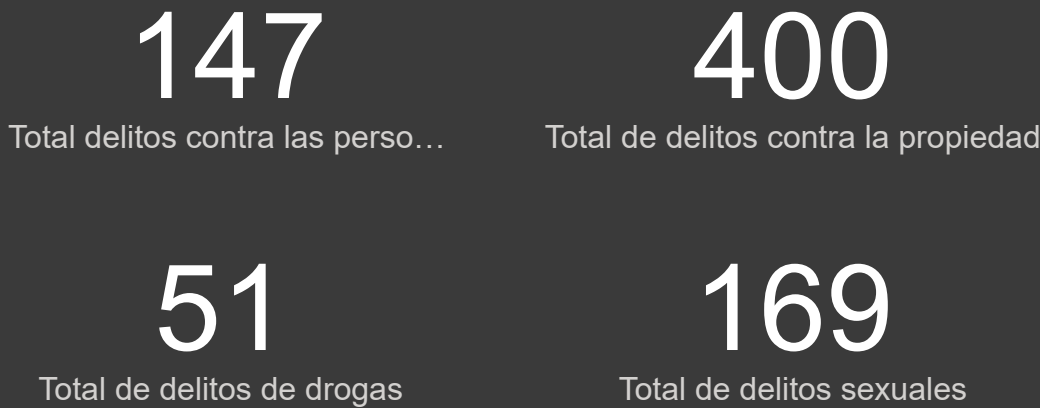 147
400
Total delitos contra las perso…
Total de delitos contra la propiedad
51
169
Total de delitos de drogas
Total de delitos sexuales